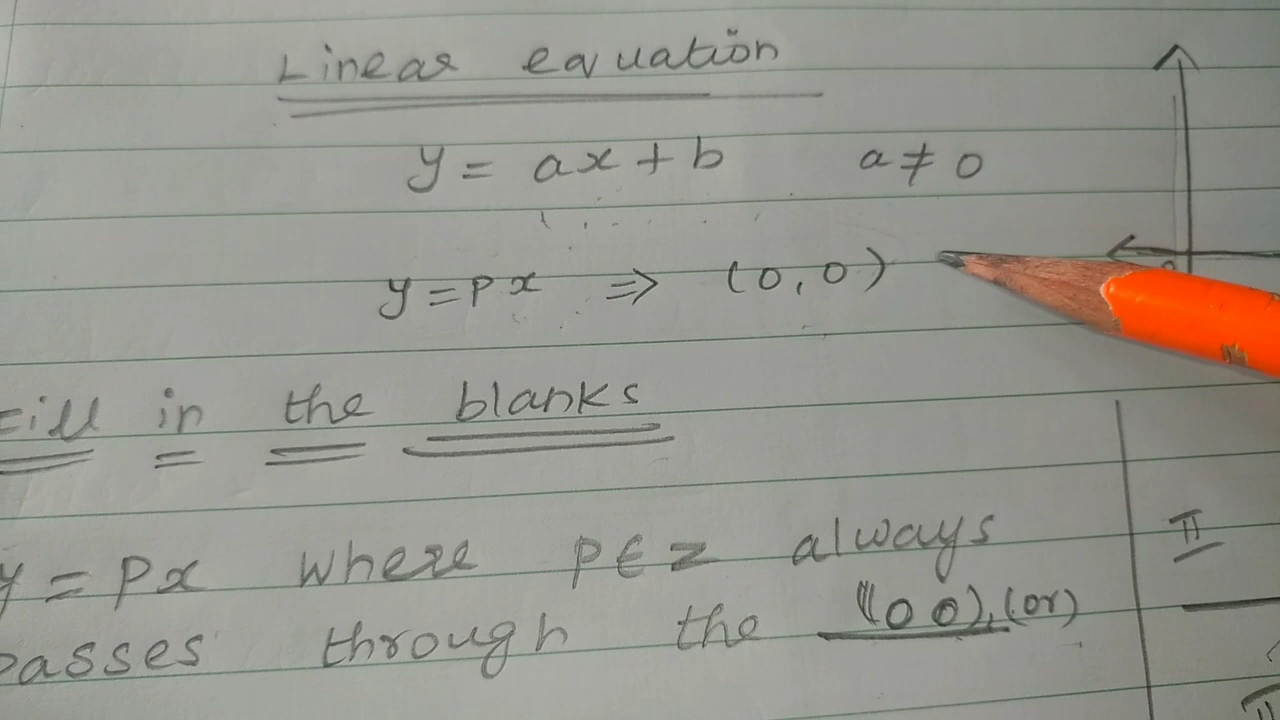 Linear equation
y = ax + b a ≠ 0
y = px ⇒ (0,0)
Fill in the blanks
y = px where p ∈ z always
passes through the (0 0), (or)
II